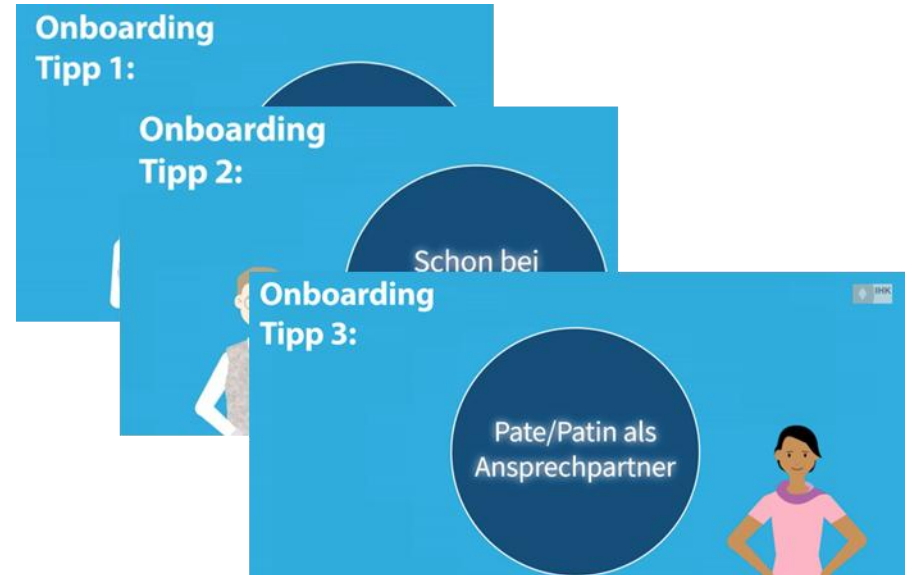 Onboarding
Tipp 1:
Onboarding
Tipp 2:
Schon bei
Onboarding
Tipp 3:
IHK
Pate/Patin als
Ansprechpartner